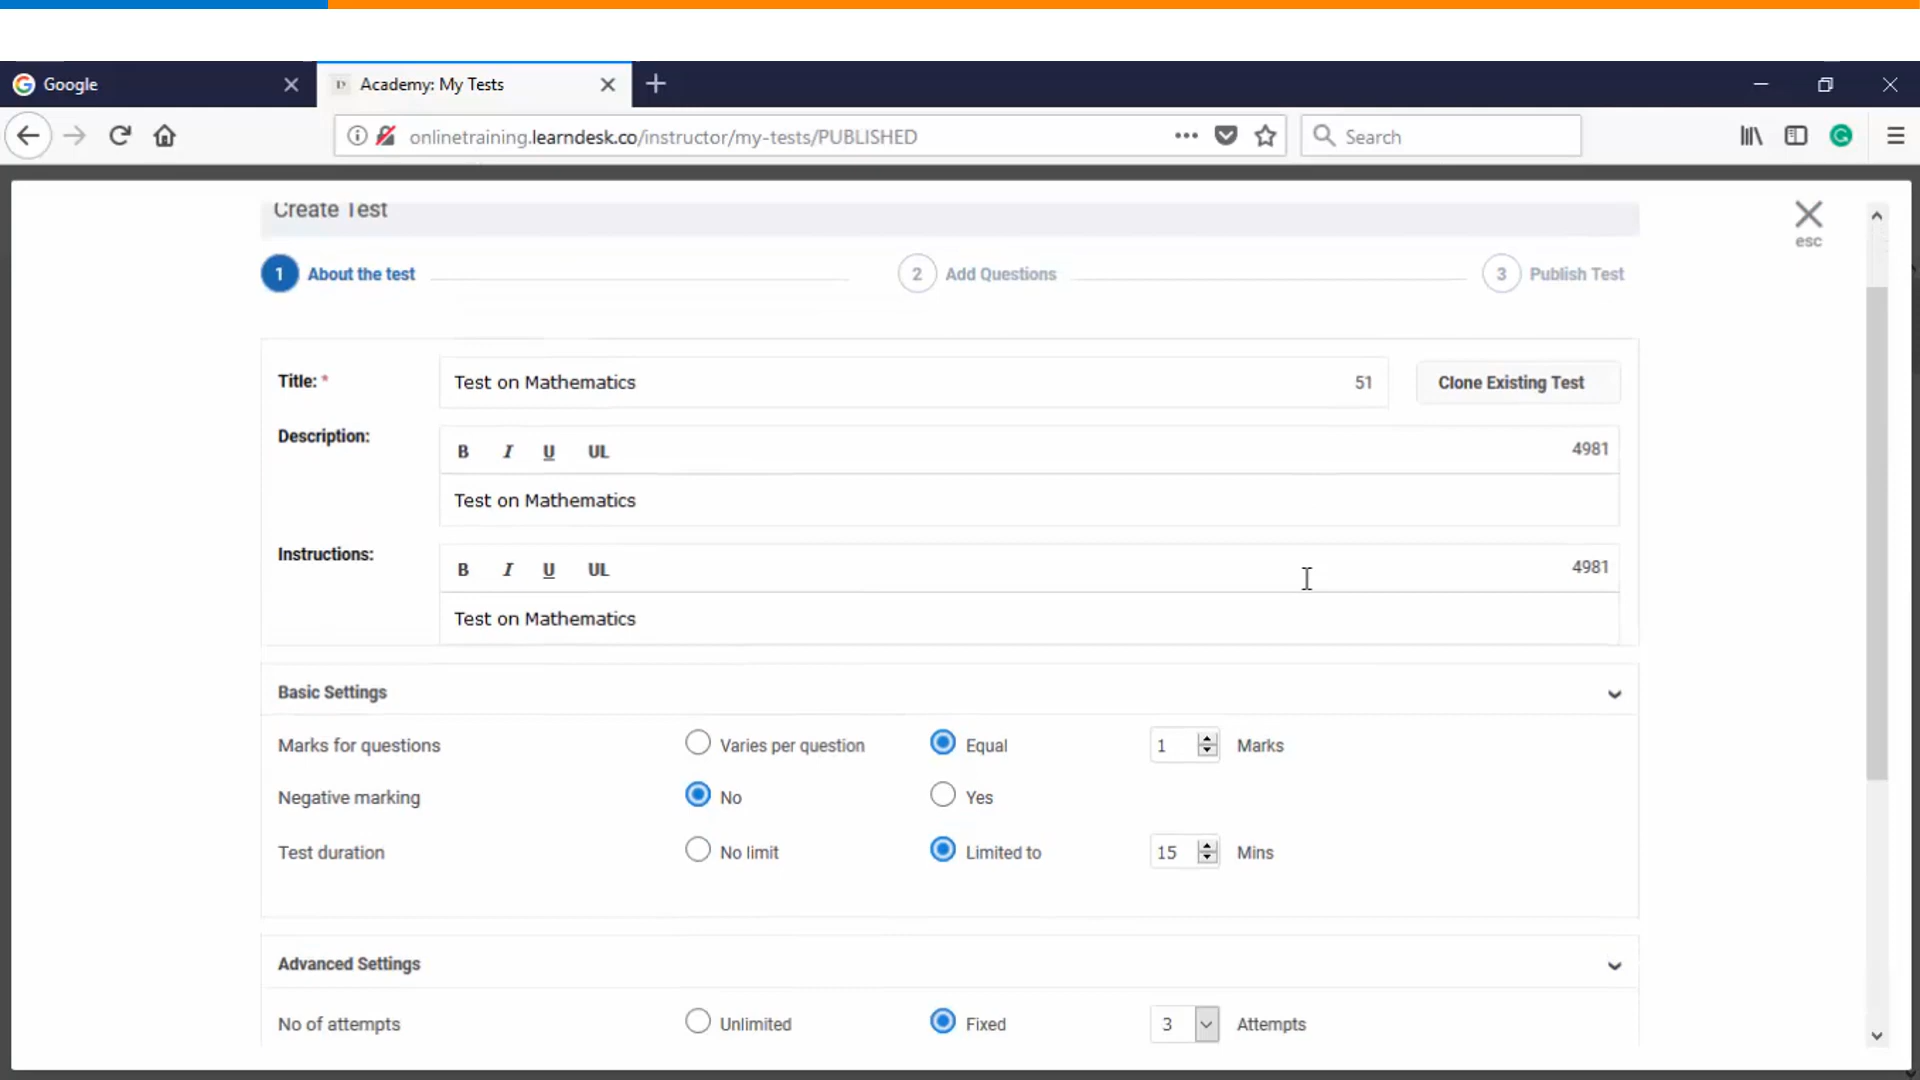 Google
Academy: My Tests
onlinetraining.learndesk.co/instructor/my-tests/PUBLISHED
Search
Create Test
esc
1 About the test
2 Add Questions
3 Publish Test
Title: * Test on Mathematics 51 Clone Existing Test
Description: B I U UL 4981
Test on Mathematics
Instructions: B I U UL 4981
Test on Mathematics
Basic Settings
Marks for questions Varies per question Equal 1 Marks
Negative marking No Yes
Test duration No limit Limited to 15 Mins
Advanced Settings
No of attempts Unlimited Fixed 3 Attempts